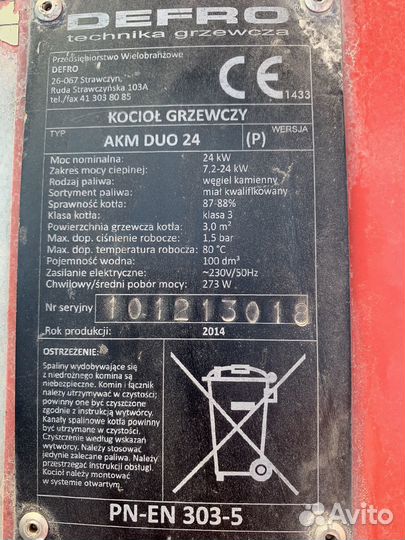 DEFRO
technika grzewcza
Przedsiębiorstwo Wielobranżowe
DEFRO
26-067 Strawczyn,
Ruda Strawczyńska 103A
tel./fax 41 303 80 85
CE
1433
KOCIOŁ GRZEWCZY
TYP AKM DUO 24 (P) WERSJA
Moc nominalna: 24 kW
Zakres mocy cieplnej: 7,2-24 kW
Rodzaj paliwa: węgiel kamienny
Sortyment paliwa: miał kwalifikowany
Sprawność kotła: 87-88%
Klasa kotła: klasa 3
Powierzchnia grzewcza kotła: 3,0 m²
Max. dop. ciśnienie robocze: 1,5 bar
Max. dop. temperatura robocza: 80 °C
Pojemność wodna: 100 dm³
Zasilanie elektryczne: ~230V/50Hz
Chwilowy/średni pobór mocy: 273 W
Nr seryjny 101213018
Rok produkcji: 2014
OSTRZEŻENIE:
Spaliny wydobywające się
z niedrożnego komina są
niebezpieczne. Komin i łącznik
należy utrzymywać w czystości;
powinny one być czyszczone
zgodnie z instrukcją wytwórcy.
Kanały spalinowe kotła powinny
być utrzymane w czystości.
Czyszczenie według wskazań
wytwórcy. Należy stosować
jedynie zalecane paliwa. Należy
przestrzegać instrukcji obsługi.
Kocioł należy montować
w systemie otwartym.
PN-EN 303-5
Avito